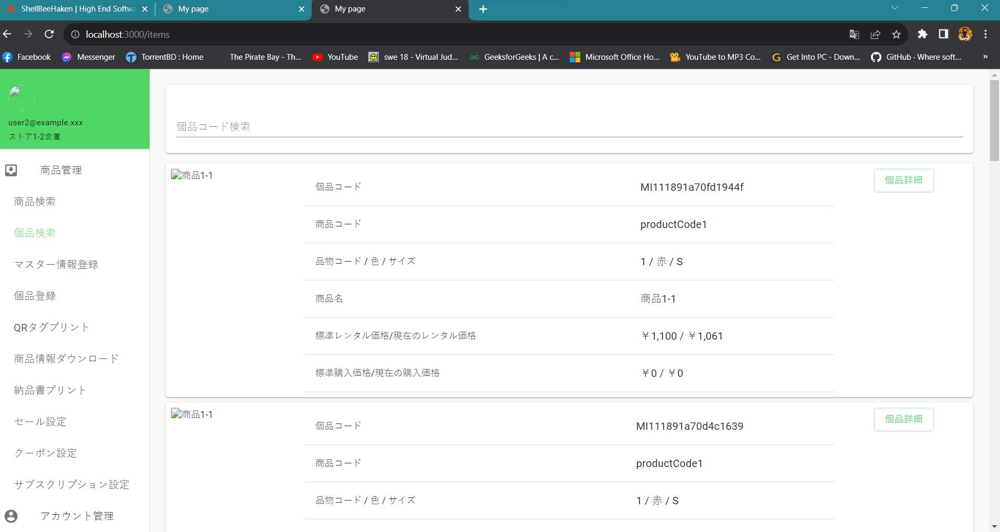 ShellBeeHaken | High End Softwa
My page
My page
localhost:3000/items
Facebook
Messenger
TorrentBD : Home
The Pirate Bay - Th...
YouTube
swe 18 - Virtual Jud...
GeeksforGeeks | A c...
Microsoft Office Ho...
YouTube to MP3 Co...
Get Into PC - Down...
GitHub · Where soft...
»
user2@example.xxx
ストア1-2倉庫
商品管理
商品検索
個品検索
マスター情報登録
個品登録
QRタグプリント
商品情報ダウンロード
納品書プリント
セール設定
クーポン設定
サブスクリプション設定
アカウント管理
個品コード検索
商品1-1
個品コード MI111891a70fd1944f
個品詳細
商品コード productCode1
品物コード / 色 / サイズ 1 / 赤 / S
商品名 商品1-1
標準レンタル価格/現在のレンタル価格 ￥1,100 / ￥1,061
標準購入価格/現在の購入価格 ￥0 / ￥0
商品1-1
個品コード MI111891a70d4c1639
個品詳細
商品コード productCode1
品物コード / 色 / サイズ 1 / 赤 / S